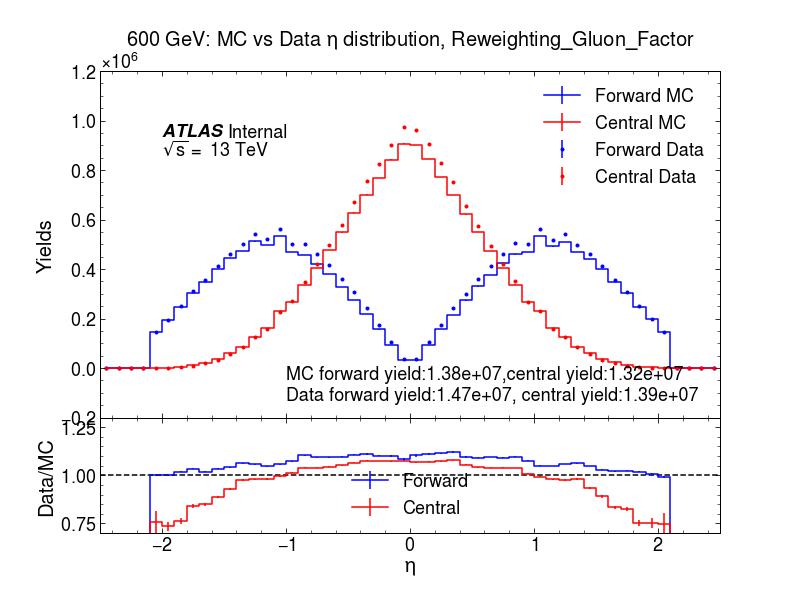 600 GeV: MC vs Data η distribution, Reweighting_Gluon_Factor
×10⁶
1.2
1.0
0.8
0.6
0.4
0.2
0.0
0.2
Yields
ATLAS Internal
√s = 13 TeV
Forward MC
Central MC
Forward Data
Central Data
MC forward yield:1.38e+07,central yield:1.32e+07
Data forward yield:1.47e+07, central yield:1.39e+07
1.25
1.00
0.75
Data/MC
Forward
Central
−2 −1 0 1 2
η